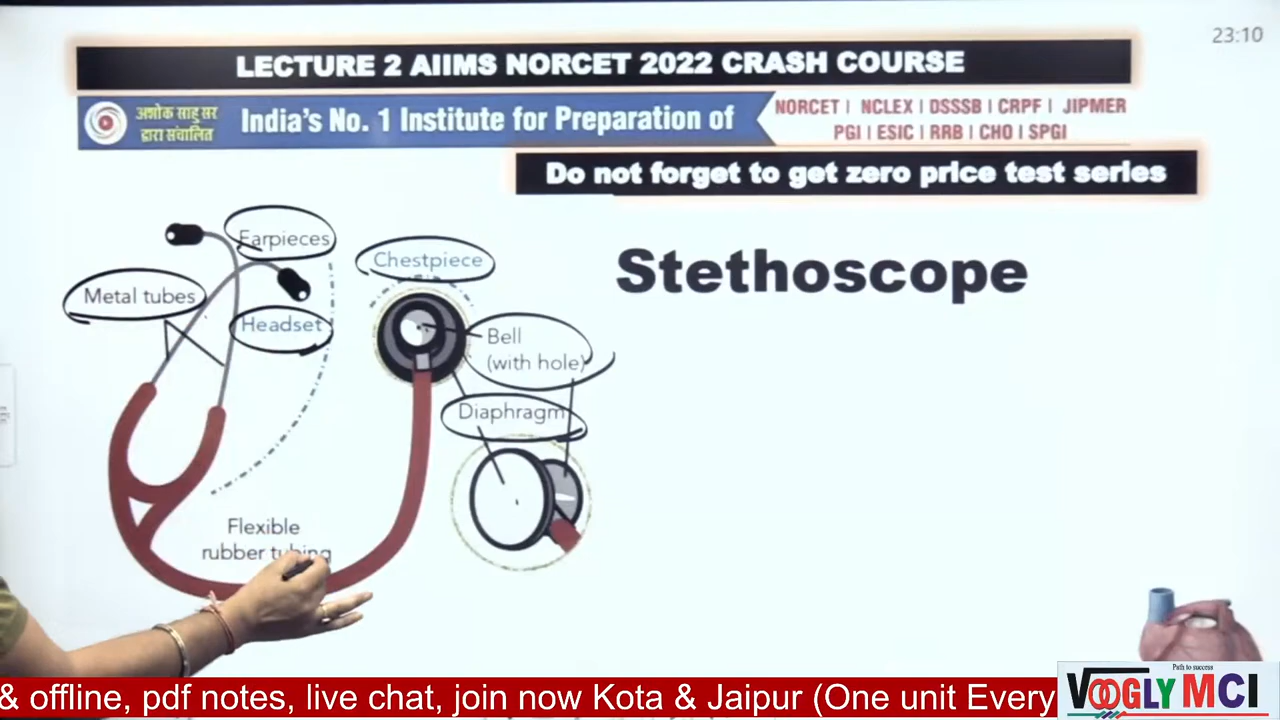 23:10
LECTURE 2 AIIMS NORCET 2022 CRASH COURSE
अशोक साहु सर
द्वारा संचालित
India's No. 1 Institute for Preparation of
NORCET | NCLEX | DSSSB | CRPF | JIPMER
PGI | ESIC | RRB | CHO | SPGI
Do not forget to get zero price test series
Stethoscope
Earpieces
Chestpiece
Metal tubes
Headset
Bell
(with hole)
Diaphragm
Flexible
rubber tubing
& offline, pdf notes, live chat, join now Kota & Jaipur (One unit Every
Path to success
VOOGLY MCI